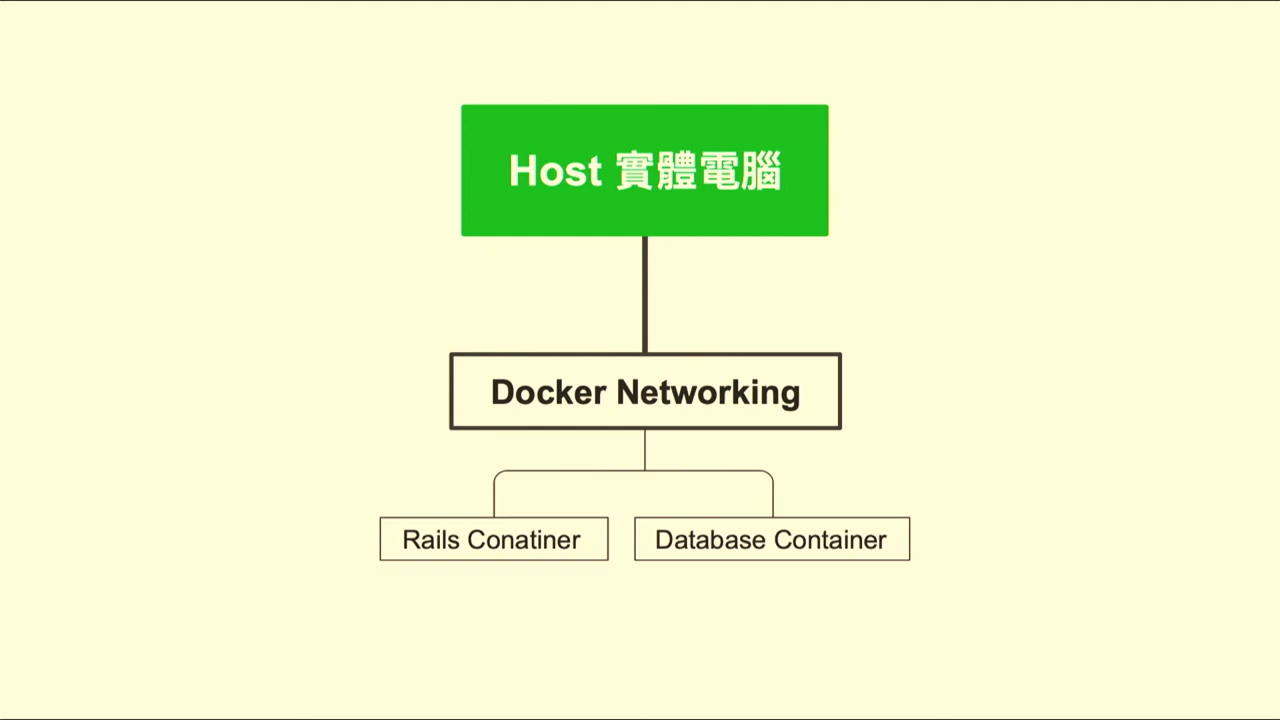 Host 實體電腦
Docker Networking
Rails Conatiner
Database Container